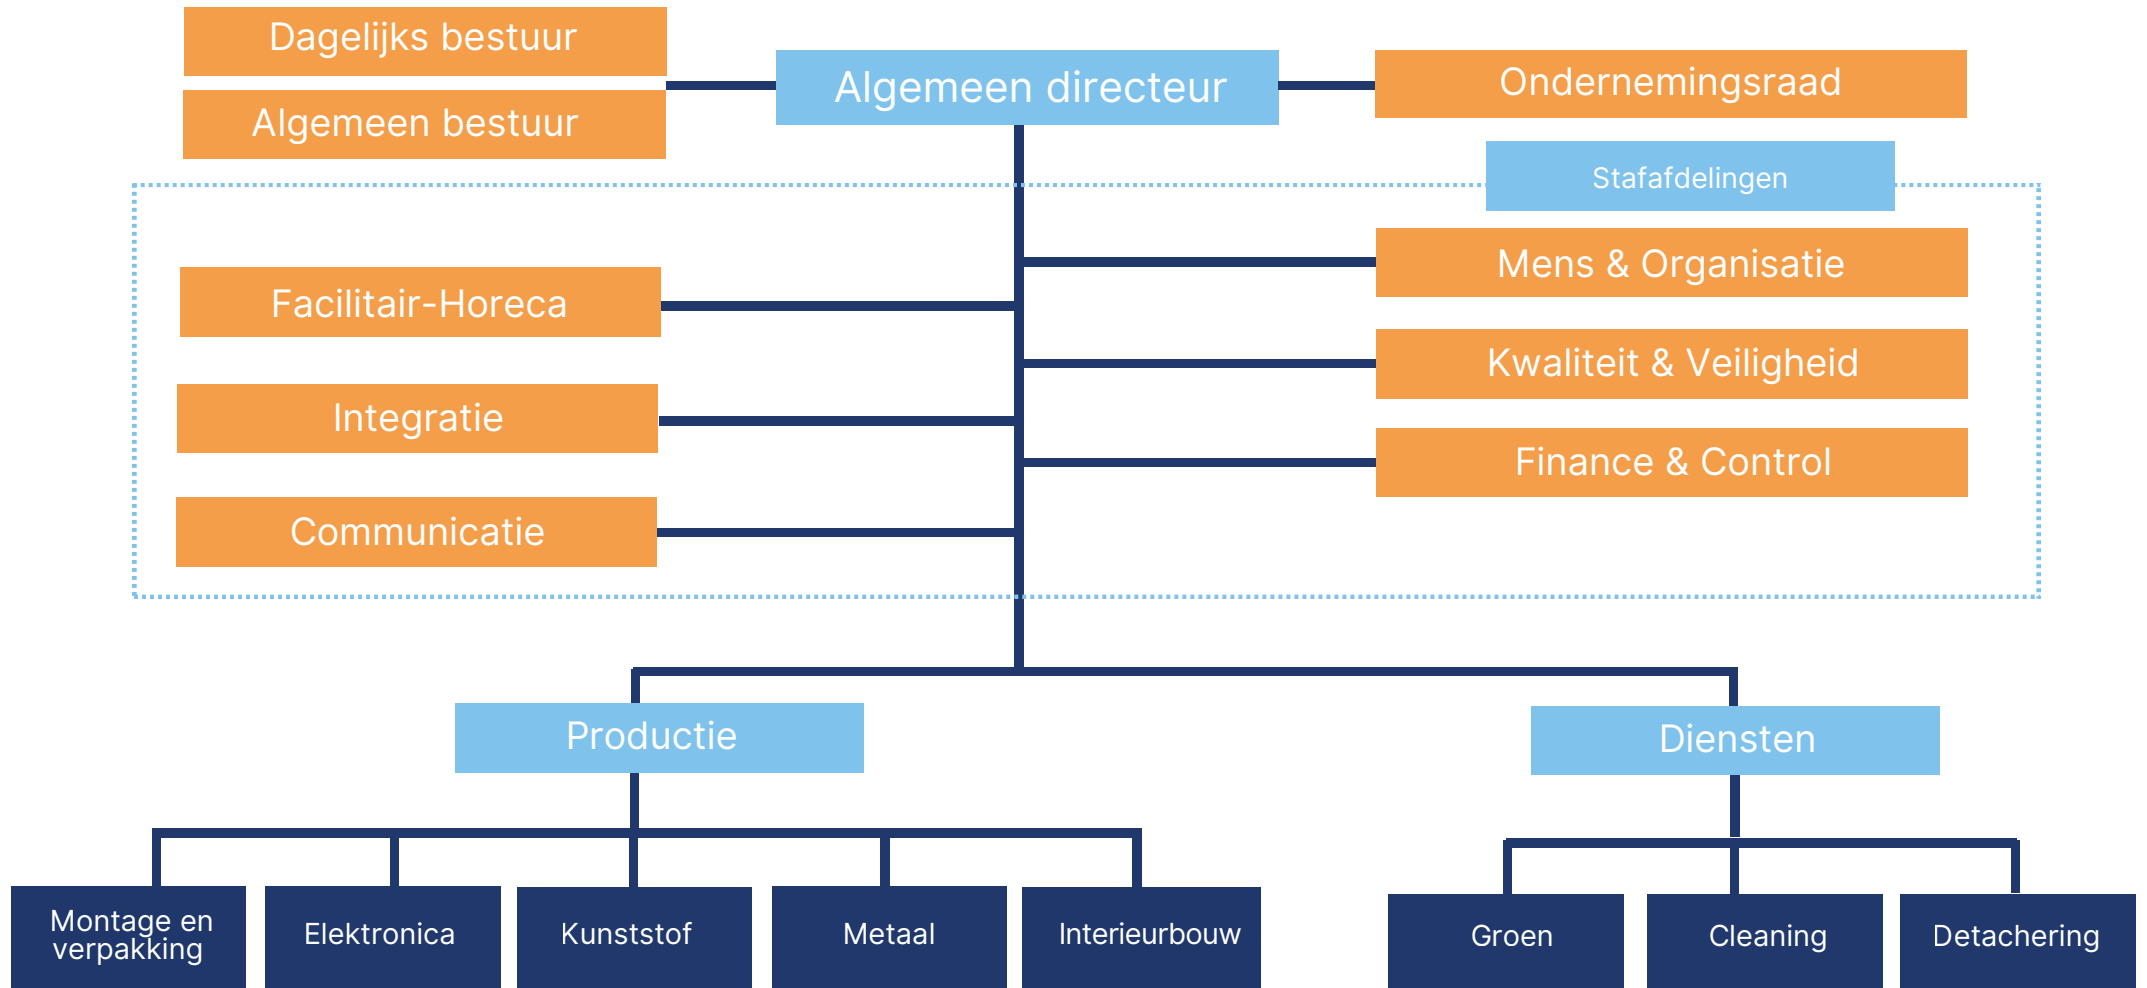 Dagelijks bestuur
Algemeen bestuur
Algemeen directeur
Ondernemingsraad
Stafafdelingen
Facilitair-Horeca
Integratie
Communicatie
Mens & Organisatie
Kwaliteit & Veiligheid
Finance & Control
Productie
Diensten
Montage en
verpakking
Elektronica
Kunststof
Metaal
Interieurbouw
Groen
Cleaning
Detachering